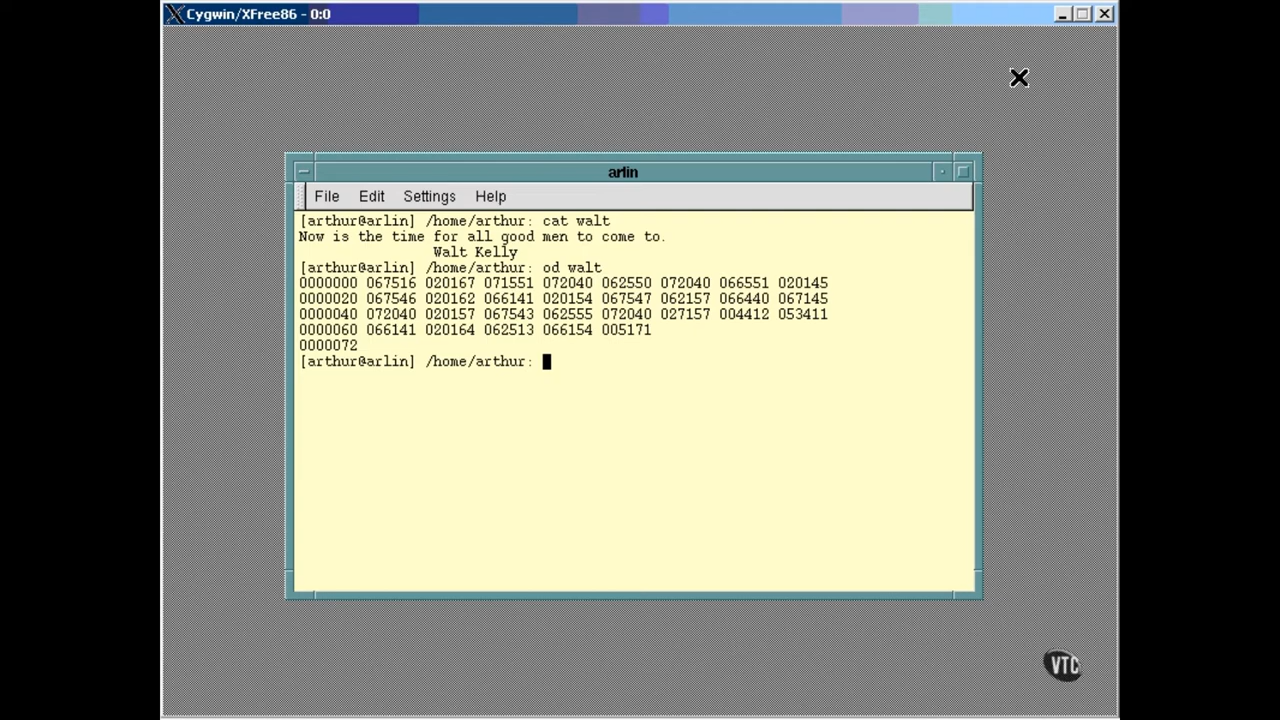 Cygwin/XFree86 - 0:0
arlin
File Edit Settings Help
[arthur@arlin] /home/arthur: cat walt
Now is the time for all good men to come to.
Walt Kelly
[arthur@arlin] /home/arthur: od walt
0000000 067516 020167 071551 072040 062550 072040 066551 020145
0000020 067546 020162 066141 020154 067547 062157 066440 067145
0000040 072040 020157 067543 062555 072040 027157 004412 053411
0000060 066141 020164 062513 066154 005171
0000072
[arthur@arlin] /home/arthur:
VTC